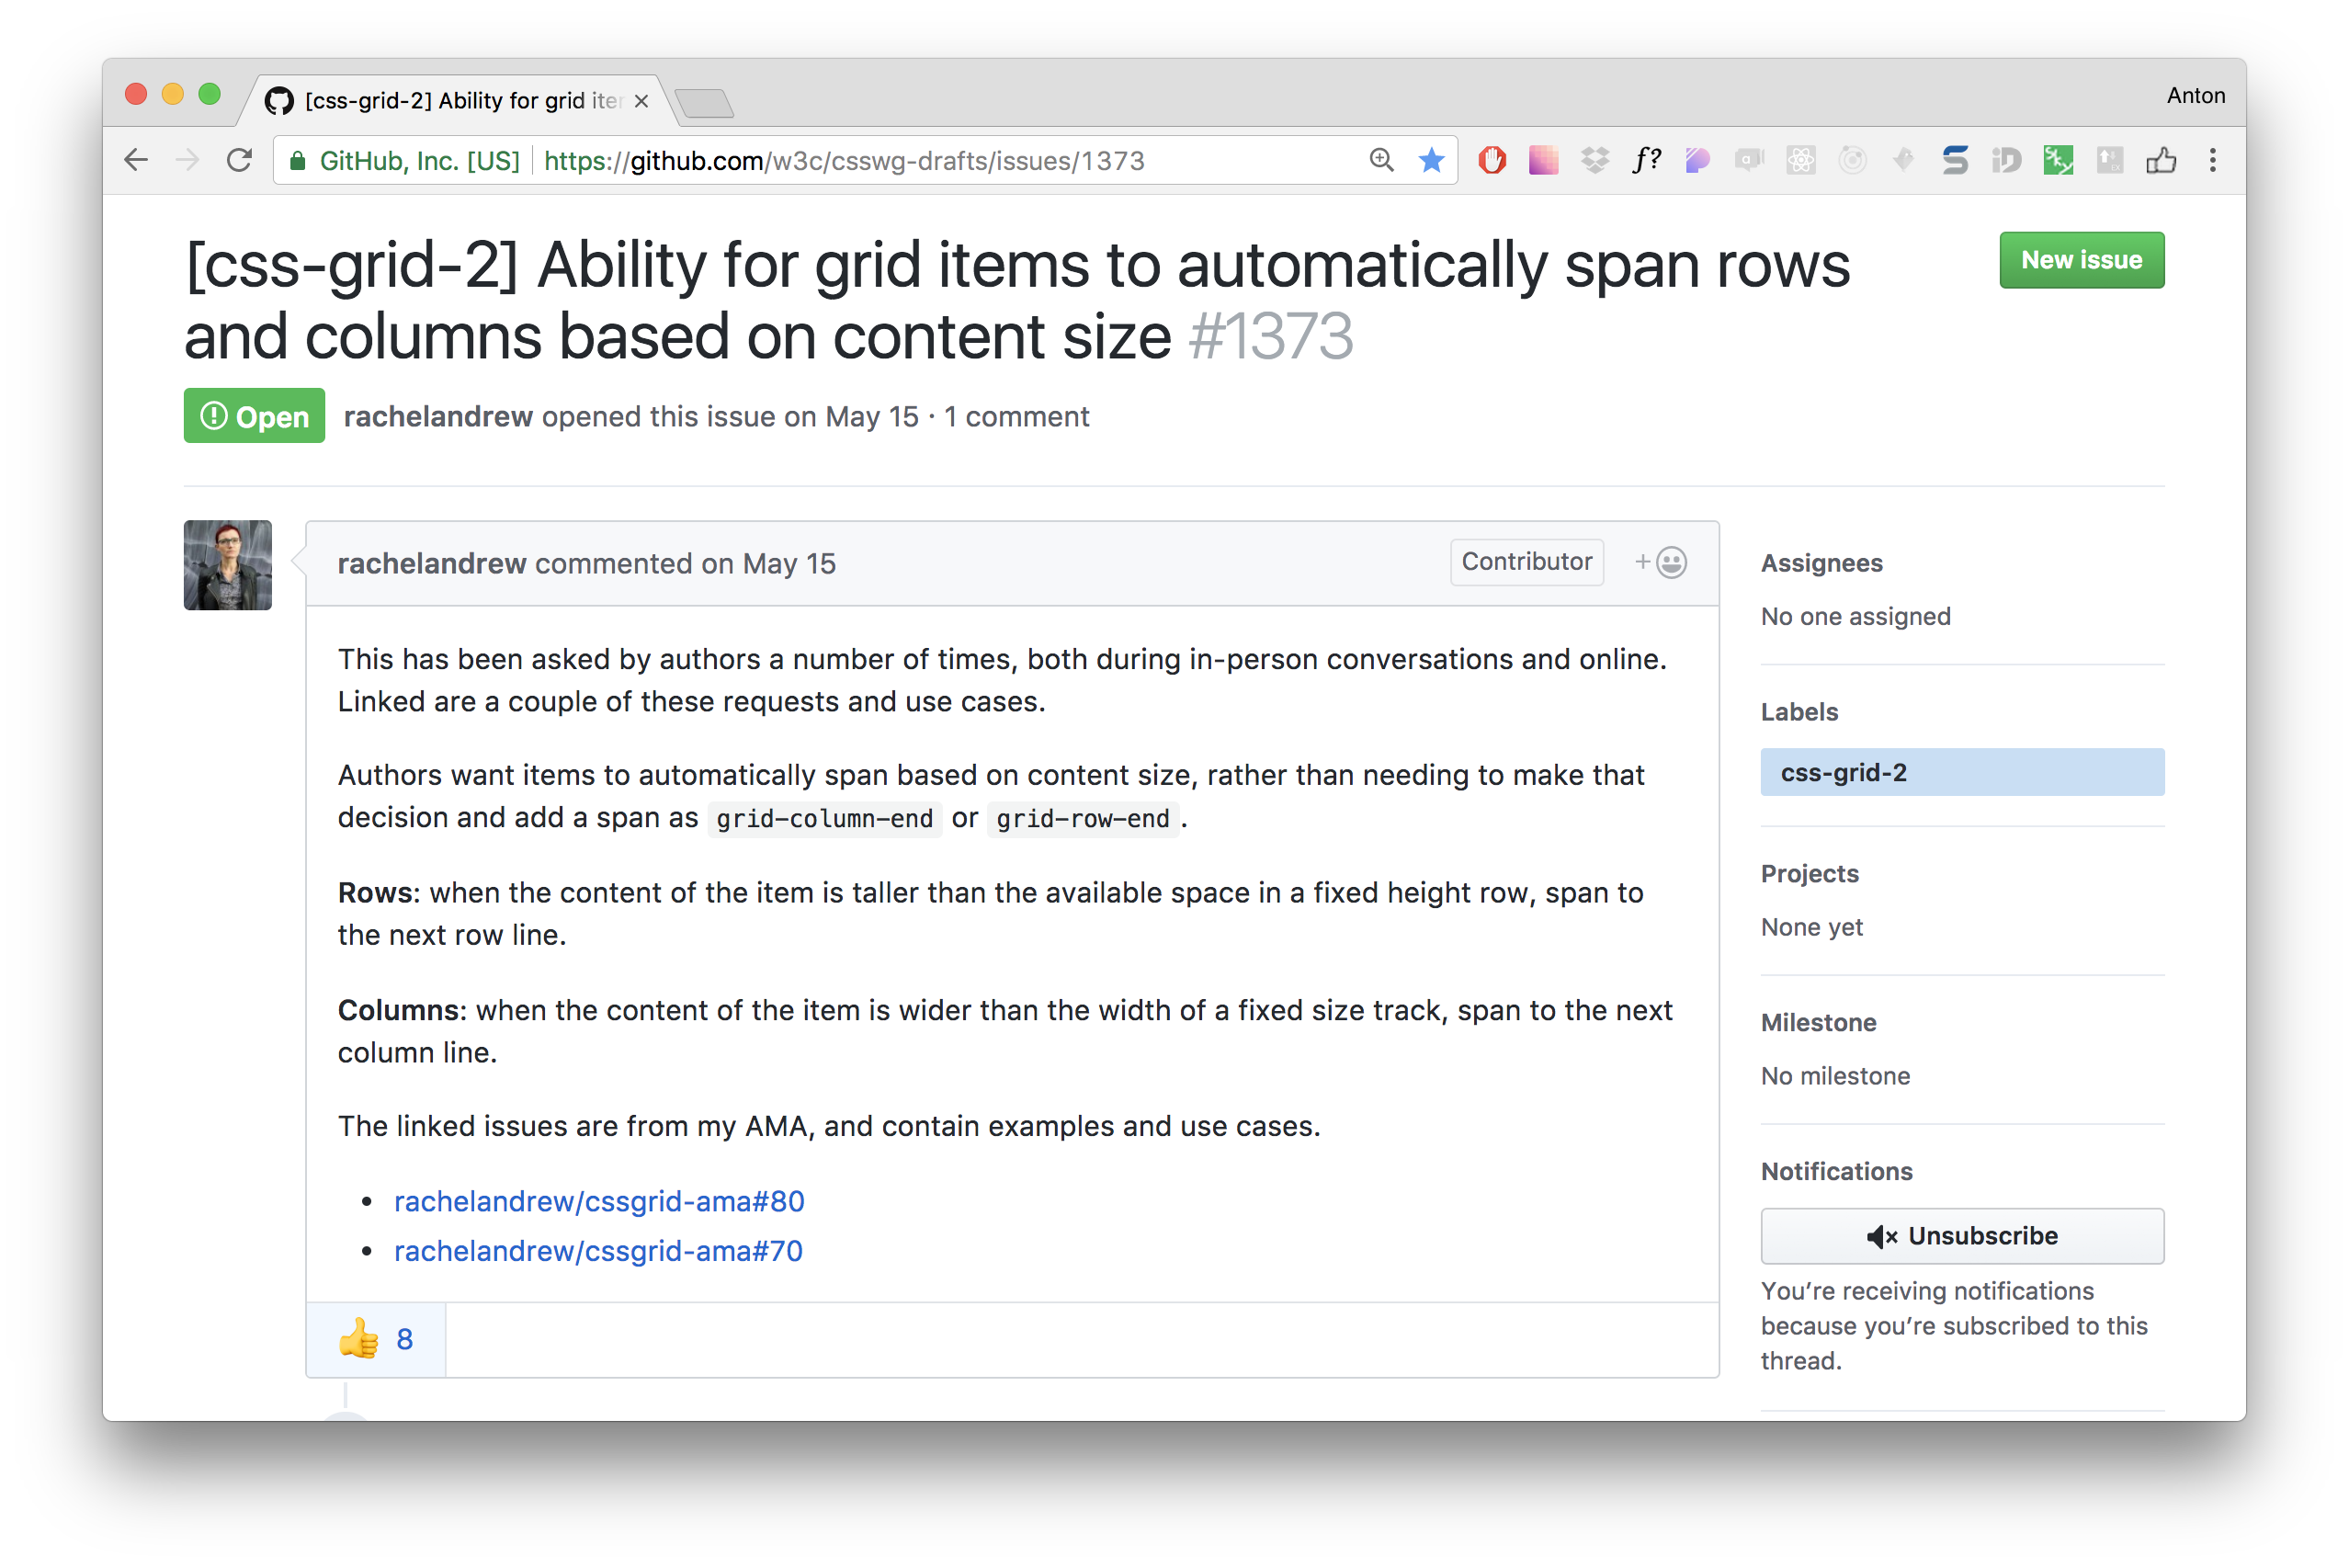 [css-grid-2] Ability for grid iter
Anton
GitHub, Inc. [US]
https://github.com/w3c/csswg-drafts/issues/1373
f?
[css-grid-2] Ability for grid items to automatically span rows
and columns based on content size #1373
New issue
Open
rachelandrew opened this issue on May 15 · 1 comment
rachelandrew commented on May 15
Contributor
This has been asked by authors a number of times, both during in-person conversations and online.
Linked are a couple of these requests and use cases.
Authors want items to automatically span based on content size, rather than needing to make that
decision and add a span as grid-column-end or grid-row-end.
Rows: when the content of the item is taller than the available space in a fixed height row, span to
the next row line.
Columns: when the content of the item is wider than the width of a fixed size track, span to the next
column line.
The linked issues are from my AMA, and contain examples and use cases.
• rachelandrew/cssgrid-ama#80
• rachelandrew/cssgrid-ama#70
8
Assignees
No one assigned
Labels
css-grid-2
Projects
None yet
Milestone
No milestone
Notifications
Unsubscribe
You’re receiving notifications
because you’re subscribed to this
thread.